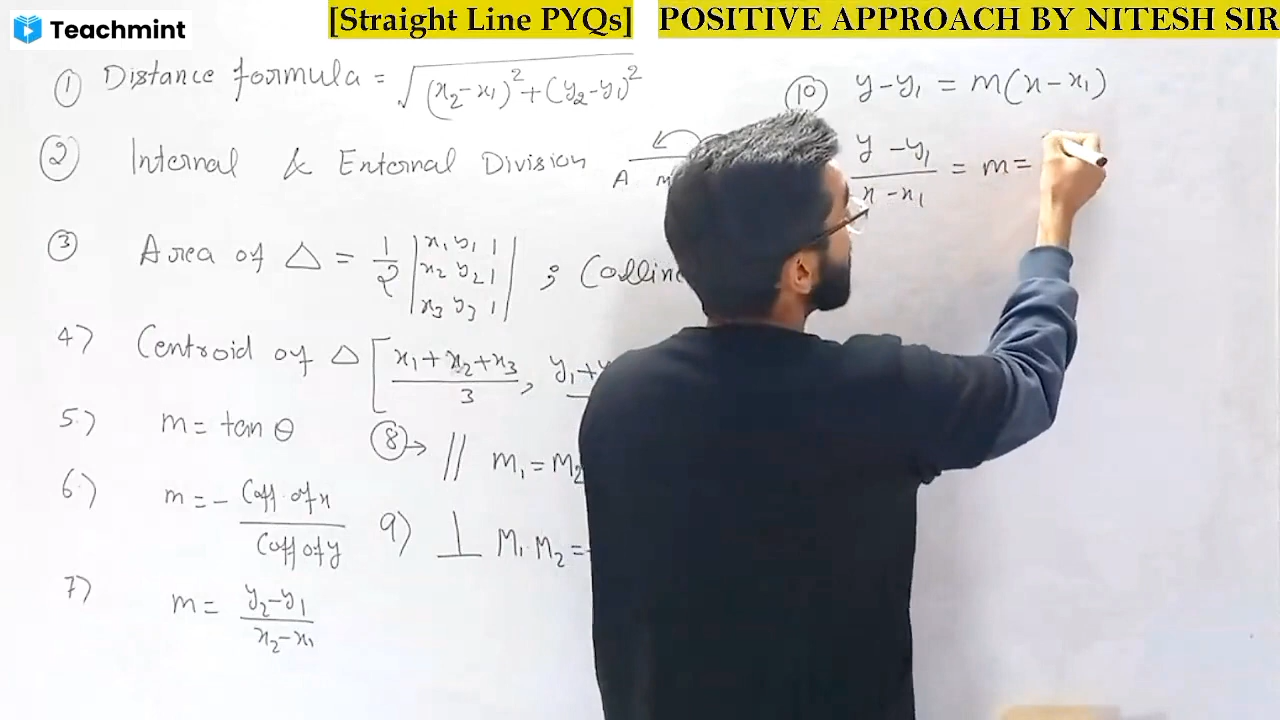 Teachmint
[Straight Line PYQs] POSITIVE APPROACH BY NITESH SIR
① Distance formula = √(x₂-x₁)²+(y₂-y₁)²
② Internal & External Division A m
③ Area of △ = 1/2 |x₁ y₁ 1| ;
|x₂ y₂ 1|
|x₃ y₃ 1|
4) Centroid of △ [x₁+x₂+x₃/3, y₁+
5.) m = tan θ
6.) m = - Coff. of x / Coff of y
7) m = y₂-y₁ / x₂-x₁
⑧→ // m₁ = m₂
9) ⊥ M₁. M₂ = -
⑩ y-y₁ = m(x-x₁)
y-y₁ / x-x₁ = m =